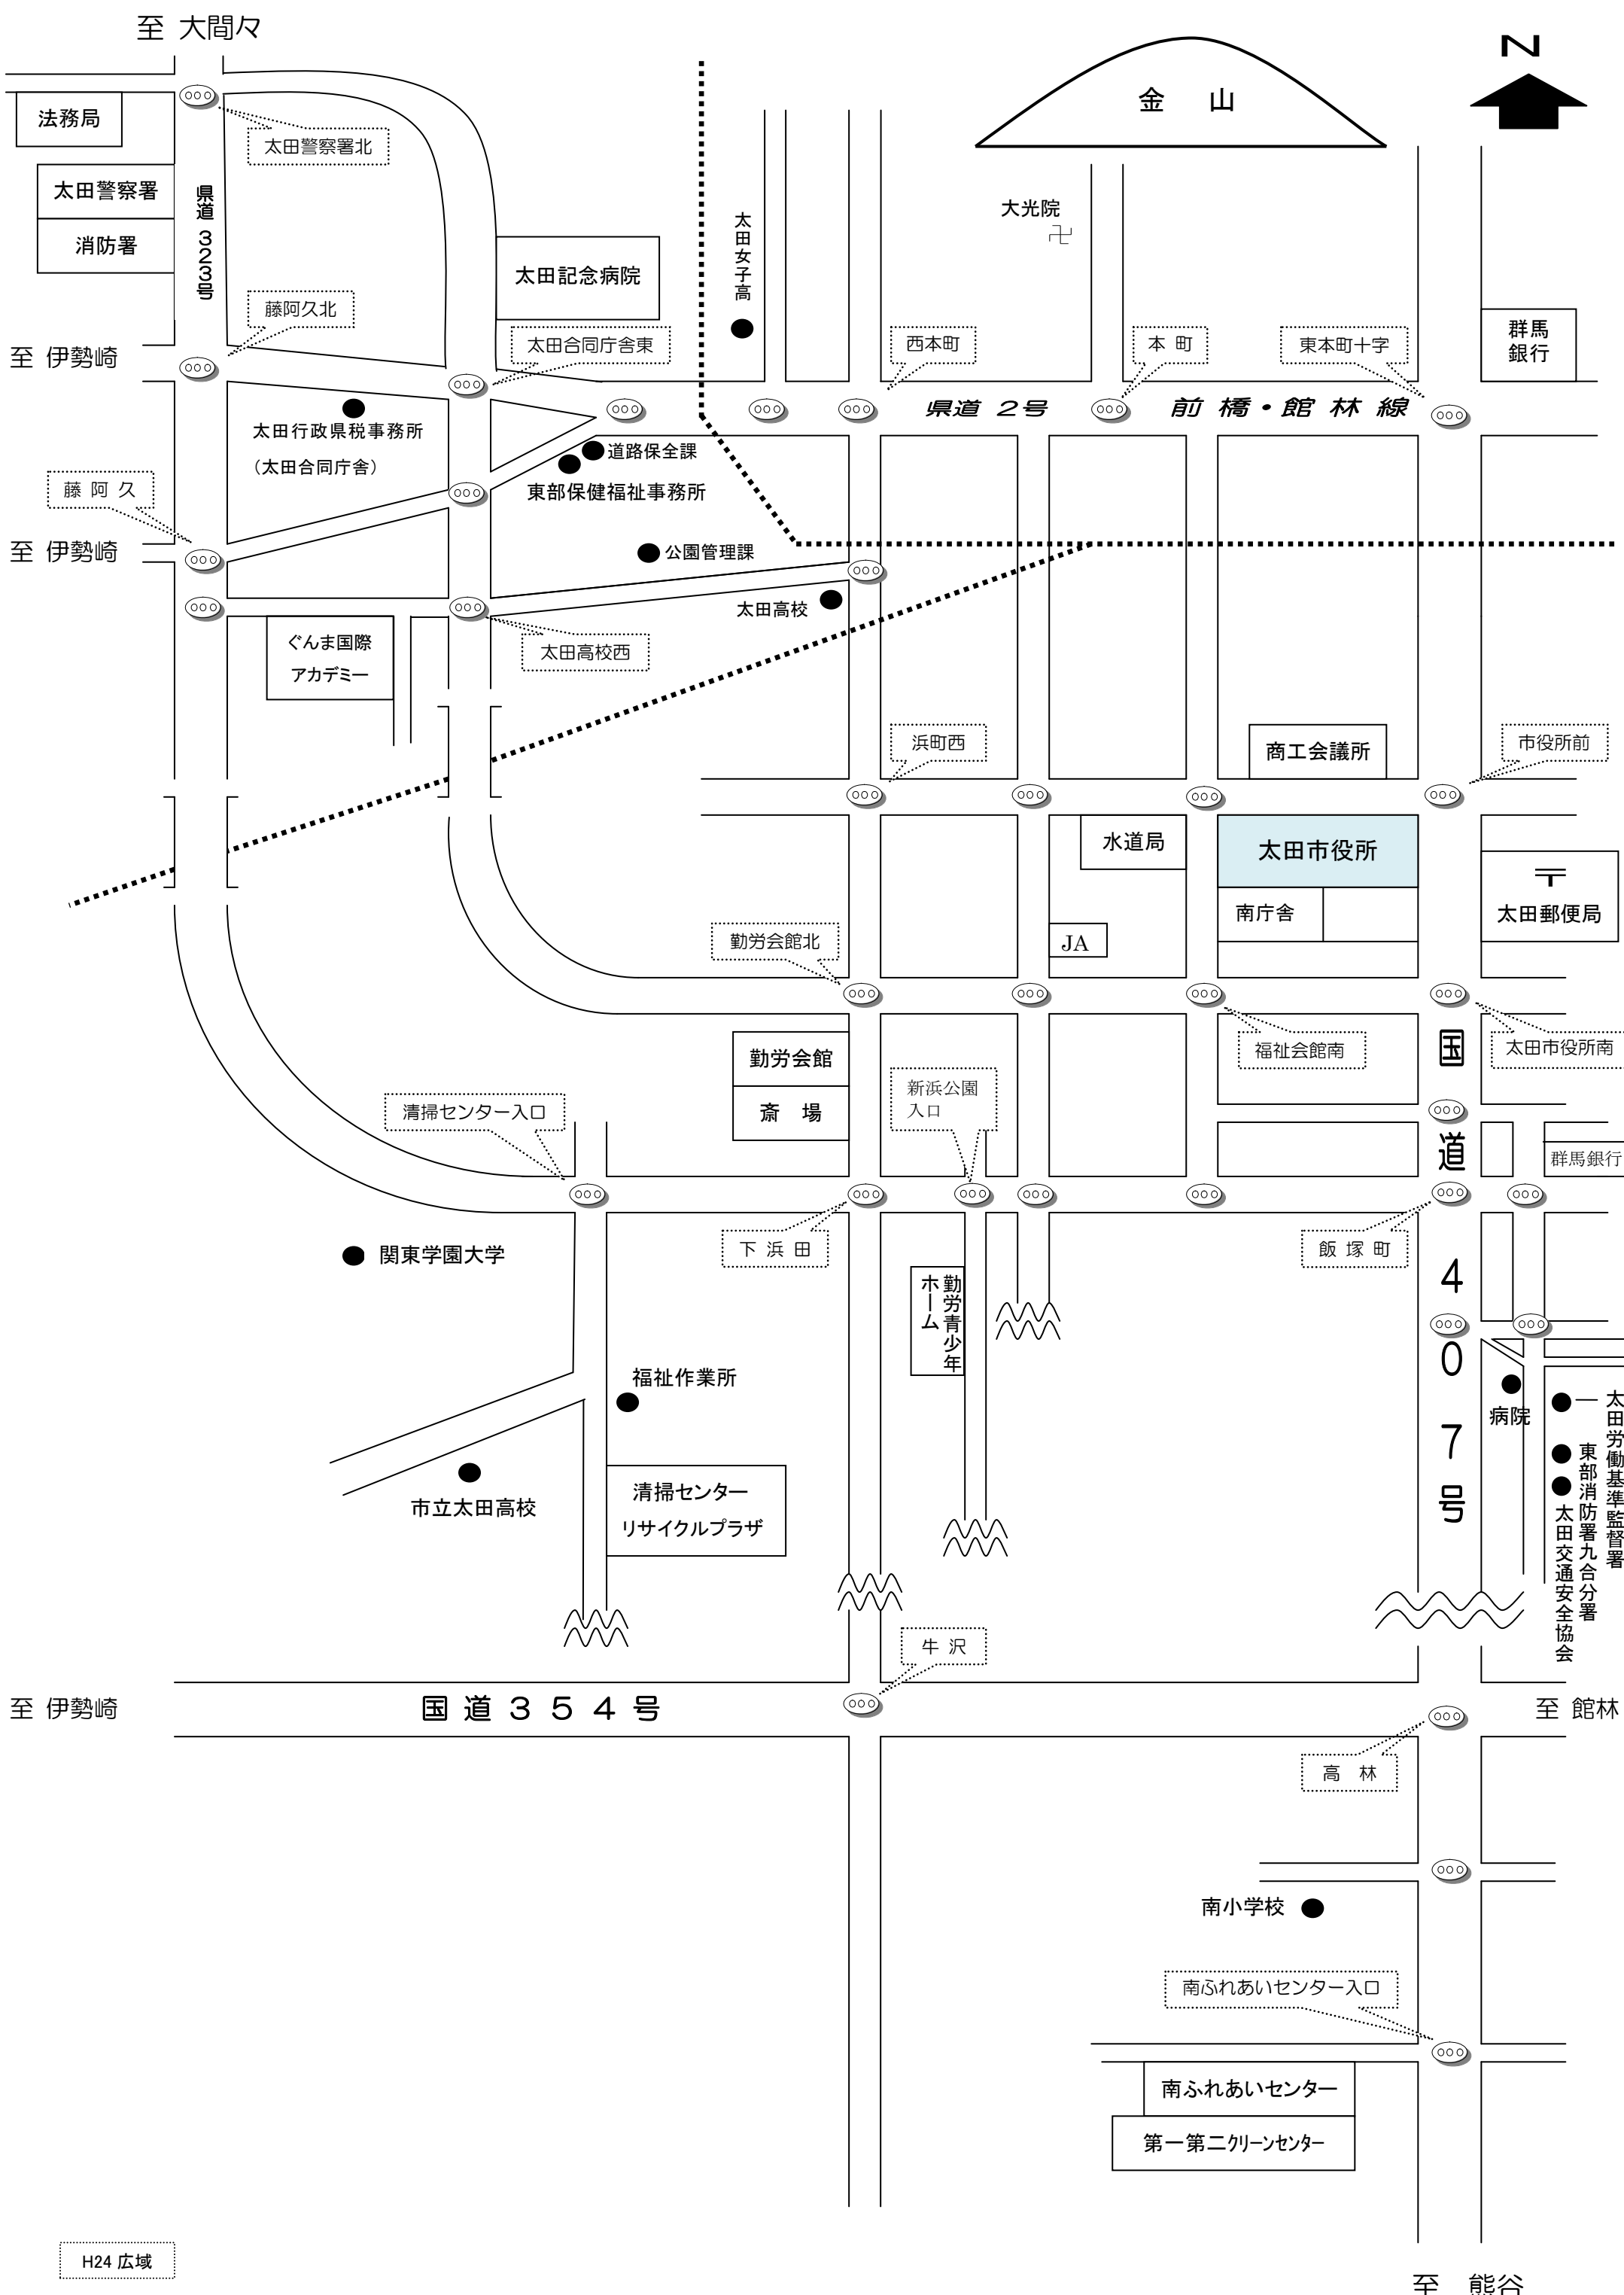 至 大間々
N
金 山
法務局
太田警察署北
太田警察署
消防署
県道 323号
太田女子高
大光院
卍
太田記念病院
藤阿久北
太田合同庁舎東
西本町
本 町
東本町十字
群馬
銀行
至 伊勢崎
県道 2号 前 橋・館 林 線
太田行政県税事務所
(太田合同庁舎)
道路保全課
東部保健福祉事務所
藤 阿 久
至 伊勢崎
公園管理課
太田高校
ぐんま国際
アカデミー
太田高校西
浜町西
商工会議所
市役所前
水道局
太田市役所
南庁舎
〒
太田郵便局
JA
勤労会館北
福祉会館南
太田市役所南
勤労会館
斎 場
新浜公園
入口
清掃センター入口
国道407号
群馬銀行
関東学園大学
下 浜 田
飯 塚 町
勤労青少年
ホーム
福祉作業所
病院
太田労働基準監督署
東部消防署九合分署
太田交通安全協会
市立太田高校
清掃センター
リサイクルプラザ
牛 沢
至 伊勢崎
国 道 3 5 4 号
至 館林
高 林
南小学校
南ふれあいセンター入口
南ふれあいセンター
第一第二クリーンセンター
H24 広域
至 熊谷